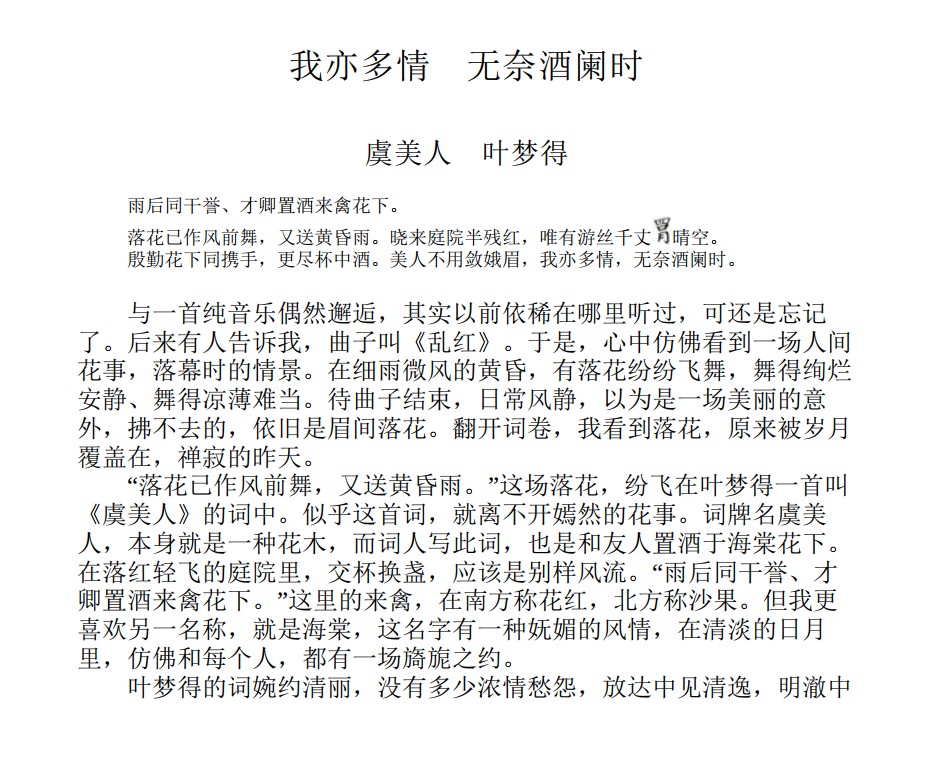 我亦多情　无奈酒阑时
虞美人　叶梦得
雨后同干誉、才卿置酒来禽花下。
落花已作风前舞，又送黄昏雨。晓来庭院半残红，唯有游丝千丈罥晴空。
殷勤花下同携手，更尽杯中酒。美人不用敛娥眉，我亦多情，无奈酒阑时。
与一首纯音乐偶然邂逅，其实以前依稀在哪里听过，可还是忘记
了。后来有人告诉我，曲子叫《乱红》。于是，心中仿佛看到一场人间
花事，落幕时的情景。在细雨微风的黄昏，有落花纷纷飞舞，舞得绚烂
安静、舞得凉薄难当。待曲子结束，日常风静，以为是一场美丽的意
外，拂不去的，依旧是眉间落花。翻开词卷，我看到落花，原来被岁月
覆盖在，禅寂的昨天。
“落花已作风前舞，又送黄昏雨。”这场落花，纷飞在叶梦得一首叫
《虞美人》的词中。似乎这首词，就离不开嫣然的花事。词牌名虞美
人，本身就是一种花木，而词人写此词，也是和友人置酒于海棠花下。
在落红轻飞的庭院里，交杯换盏，应该是别样风流。“雨后同干誉、才
卿置酒来禽花下。”这里的来禽，在南方称花红，北方称沙果。但我更
喜欢另一名称，就是海棠，这名字有一种妩媚的风情，在清淡的日月
里，仿佛和每个人，都有一场旖旎之约。
叶梦得的词婉约清丽，没有多少浓情愁怨，放达中见清逸，明澈中